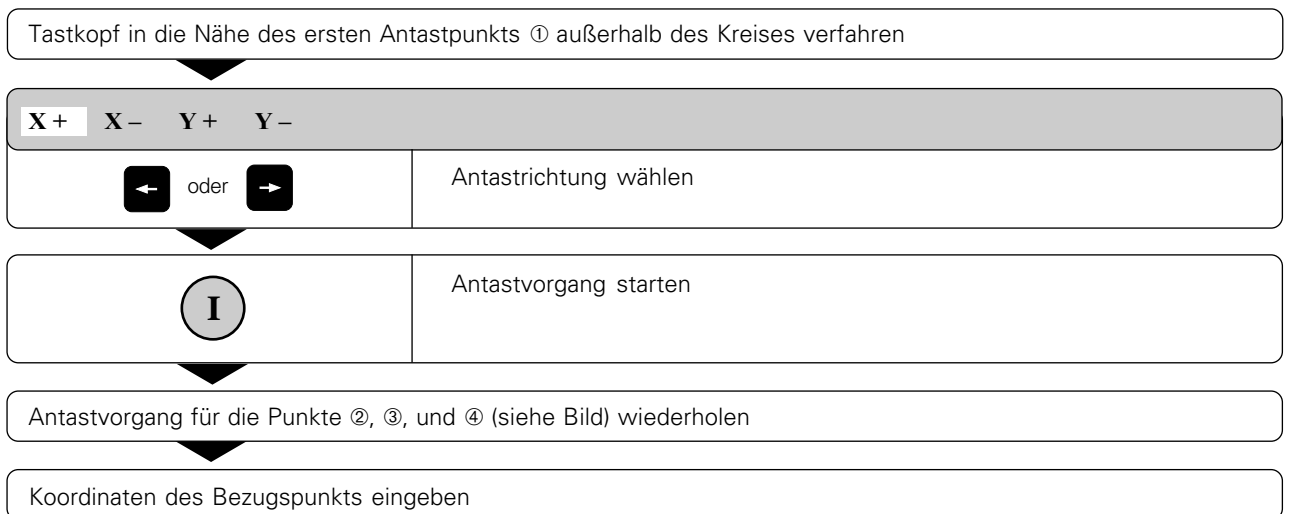 Tastkopf in die Nähe des ersten Antastpunkts ① außerhalb des Kreises verfahren
X + X – Y + Y –
oder Antastrichtung wählen
I Antastvorgang starten
Antastvorgang für die Punkte ②, ③, und ④ (siehe Bild) wiederholen
Koordinaten des Bezugspunkts eingeben